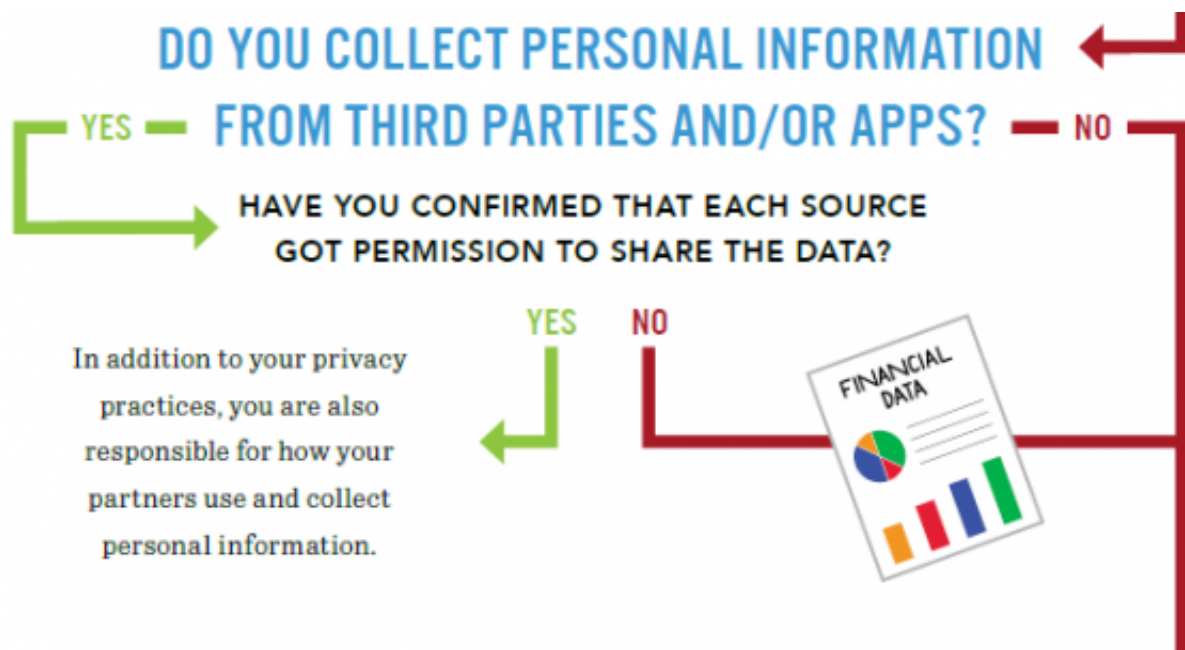 DO YOU COLLECT PERSONAL INFORMATION
YES FROM THIRD PARTIES AND/OR APPS? NO
HAVE YOU CONFIRMED THAT EACH SOURCE
GOT PERMISSION TO SHARE THE DATA?
YES NO
In addition to your privacy
practices, you are also
responsible for how your
partners use and collect
personal information.
FINANCIAL
DATA